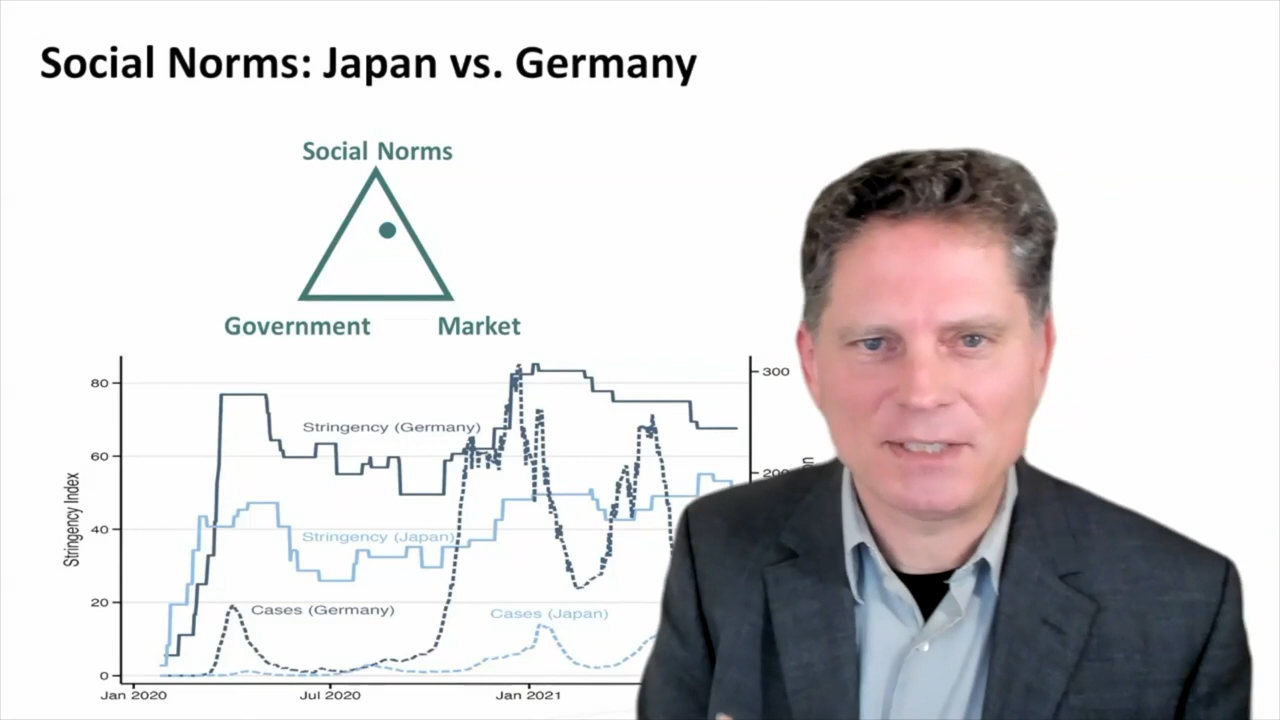 Social Norms: Japan vs. Germany
Social Norms
Government
Market
80
60
40
20
0
Stringency Index
Stringency (Germany)
Stringency (Japan)
Cases (Germany)
Cases (Japan)
300
Jan 2020
Jul 2020
Jan 2021